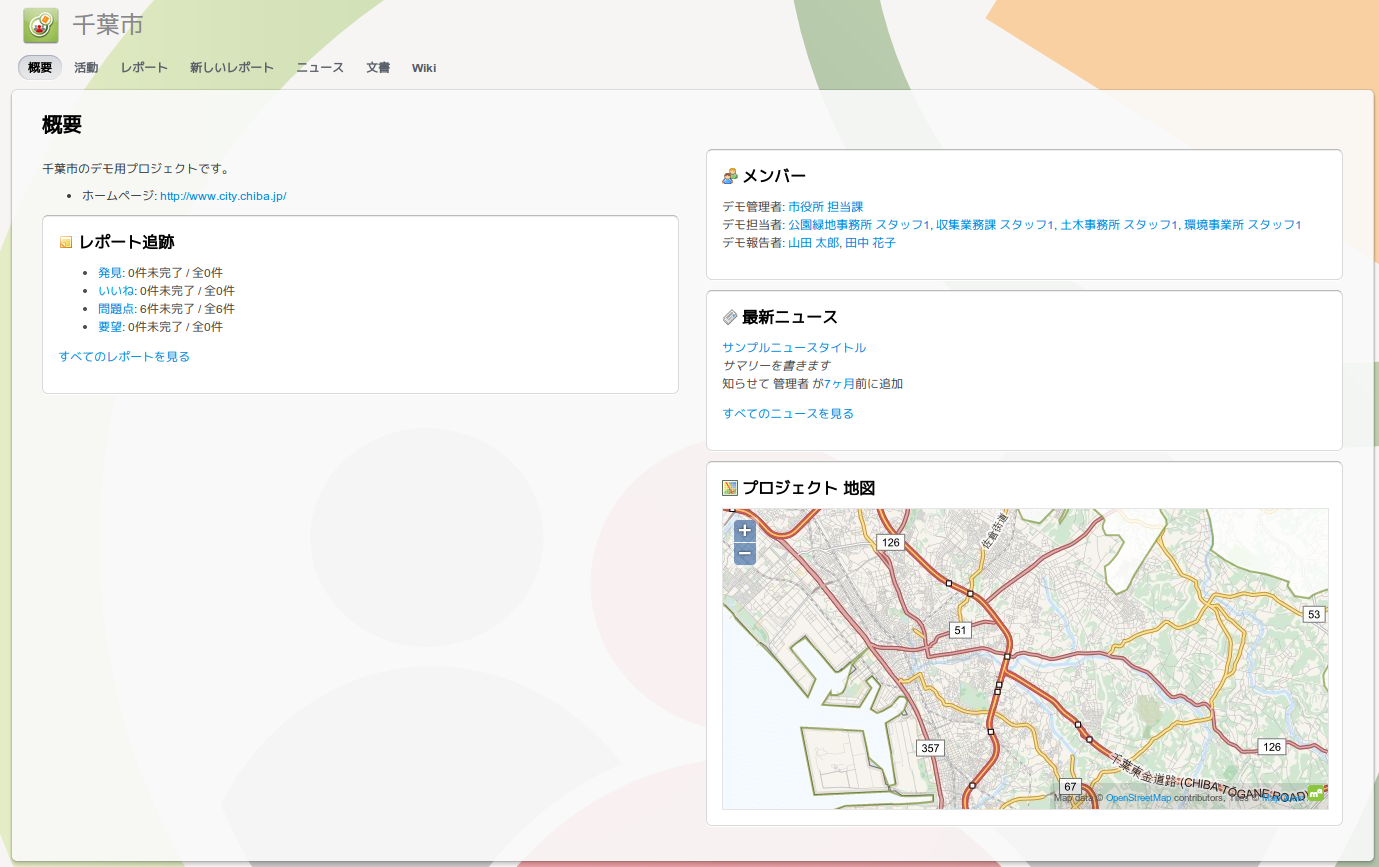 千葉市
概要 活動 レポート 新しいレポート ニュース 文書 Wiki
概要
千葉市のデモ用プロジェクトです。
• ホームページ: http://www.city.chiba.jp/
レポート追跡
• 発見: 0件未完了 / 全0件
• いいね: 0件未完了 / 全0件
• 問題点: 6件未完了 / 全6件
• 要望: 0件未完了 / 全0件
すべてのレポートを見る
メンバー
デモ管理者: 市役所 担当課
デモ担当者: 公園緑地事務所 スタッフ1, 収集業務課 スタッフ1, 土木事務所 スタッフ1, 環境事業所 スタッフ1
デモ報告者: 山田 太郎, 田中 花子
最新ニュース
サンプルニュースタイトル
サマリーを書きます
知らせて 管理者 が7ヶ月前に追加
すべてのニュースを見る
プロジェクト 地図
+
−
126
佐倉街道
51
53
357
126
67
千葉東金道路 (CHIBA-TOGANE ROAD)
Map data © OpenStreetMap contributors, Tiles ©